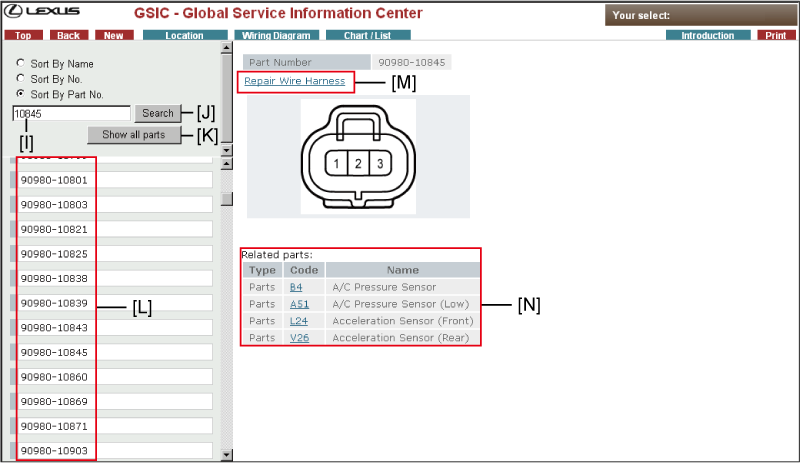 LEXUS GSIC - Global Service Information Center Your select:
Top Back New Location Wiring Diagram Chart / List Introduction Print
Sort By Name
Sort By No.
Sort By Part No.
10845 Search [J]
[I] Show all parts [K]
90980-10801
90980-10803
90980-10821
90980-10825
90980-10838
90980-10839
[L]
90980-10843
90980-10845
90980-10860
90980-10869
90980-10871
90980-10903
Part Number 90980-10845
Repair Wire Harness [M]
1 2 3
Related parts:
Type Code Name
Parts B4 A/C Pressure Sensor
Parts A51 A/C Pressure Sensor (Low) [N]
Parts L24 Acceleration Sensor (Front)
Parts V26 Acceleration Sensor (Rear)